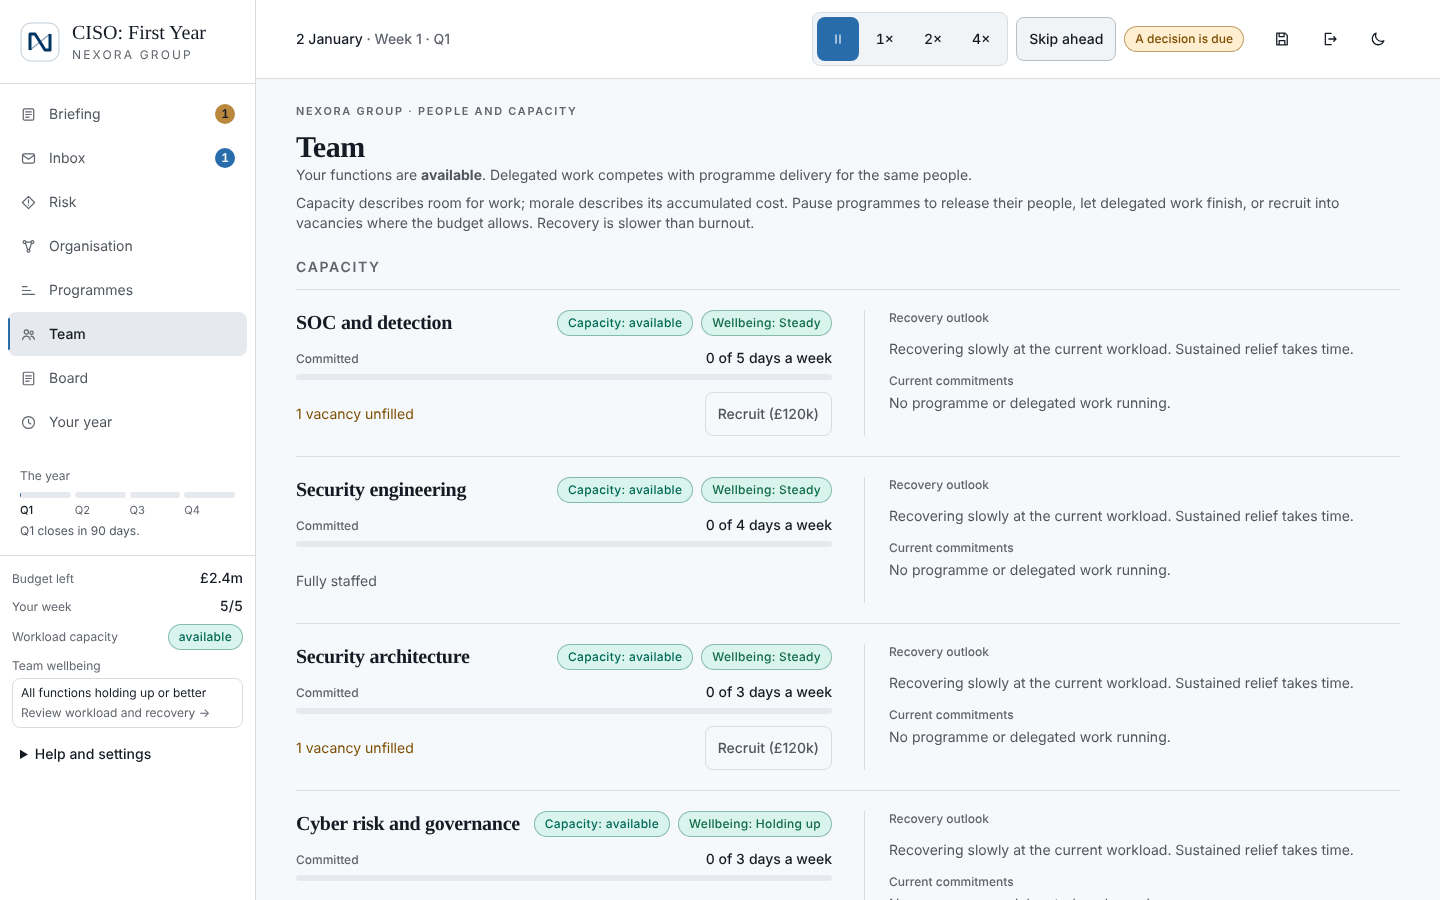 CISO: First Year
NEXORA GROUP
Briefing
1
Inbox
1
Risk
Organisation
Programmes
Team
Board
Your year
The year
Q1 Q2 Q3 Q4
Q1 closes in 90 days.
Budget left £2.4m
Your week 5/5
Workload capacity available
Team wellbeing
All functions holding up or better
Review workload and recovery →
Help and settings
2 January · Week 1 · Q1
1× 2× 4×
Skip ahead
A decision is due
NEXORA GROUP · PEOPLE AND CAPACITY
Team
Your functions are available. Delegated work competes with programme delivery for the same people.
Capacity describes room for work; morale describes its accumulated cost. Pause programmes to release their people, let delegated work finish, or recruit into
vacancies where the budget allows. Recovery is slower than burnout.
CAPACITY
SOC and detection
Capacity: available
Wellbeing: Steady
Committed 0 of 5 days a week
1 vacancy unfilled
Recruit (£120k)
Recovery outlook
Recovering slowly at the current workload. Sustained relief takes time.
Current commitments
No programme or delegated work running.
Security engineering
Capacity: available
Wellbeing: Steady
Committed 0 of 4 days a week
Fully staffed
Recovery outlook
Recovering slowly at the current workload. Sustained relief takes time.
Current commitments
No programme or delegated work running.
Security architecture
Capacity: available
Wellbeing: Steady
Committed 0 of 3 days a week
1 vacancy unfilled
Recruit (£120k)
Recovery outlook
Recovering slowly at the current workload. Sustained relief takes time.
Current commitments
No programme or delegated work running.
Cyber risk and governance
Capacity: available
Wellbeing: Holding up
Committed 0 of 3 days a week
Recovery outlook
Recovering slowly at the current workload. Sustained relief takes time.
Current commitments